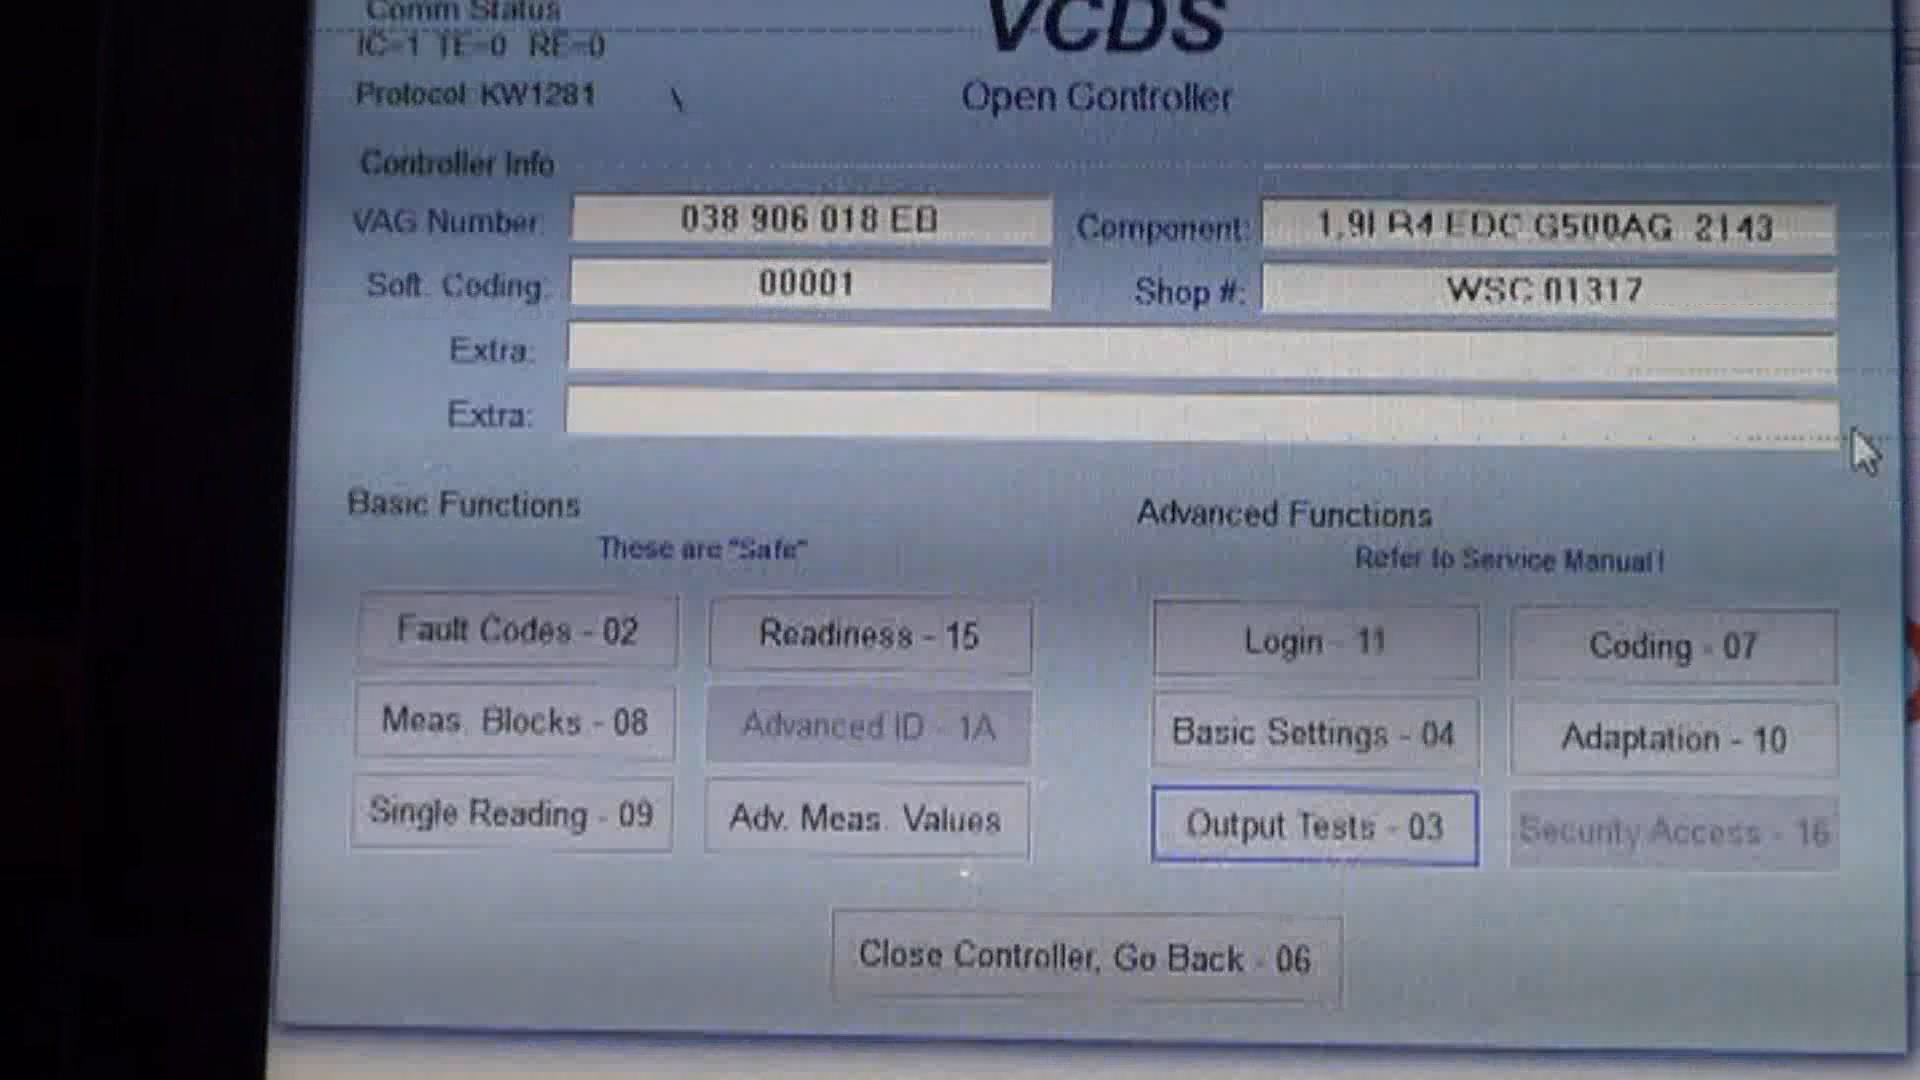 Comm Status
IC=1 TE=0 RE=0
Protocol: KW1281 \
VCDS
Open Controller
Controller Info
VAG Number: 038 906 018 EB
Component: 1,9l R4 EDC G500AG 2143
Soft. Coding: 00001
Shop #: WSC 01317
Extra:
Extra:
Basic Functions
These are "Safe"
Advanced Functions
Refer to Service Manual!
Fault Codes - 02
Readiness - 15
Login - 11
Coding - 07
Meas. Blocks - 08
Advanced ID - 1A
Basic Settings - 04
Adaptation - 10
Single Reading - 09
Adv. Meas. Values
Output Tests - 03
Security Access - 16
Close Controller, Go Back - 06